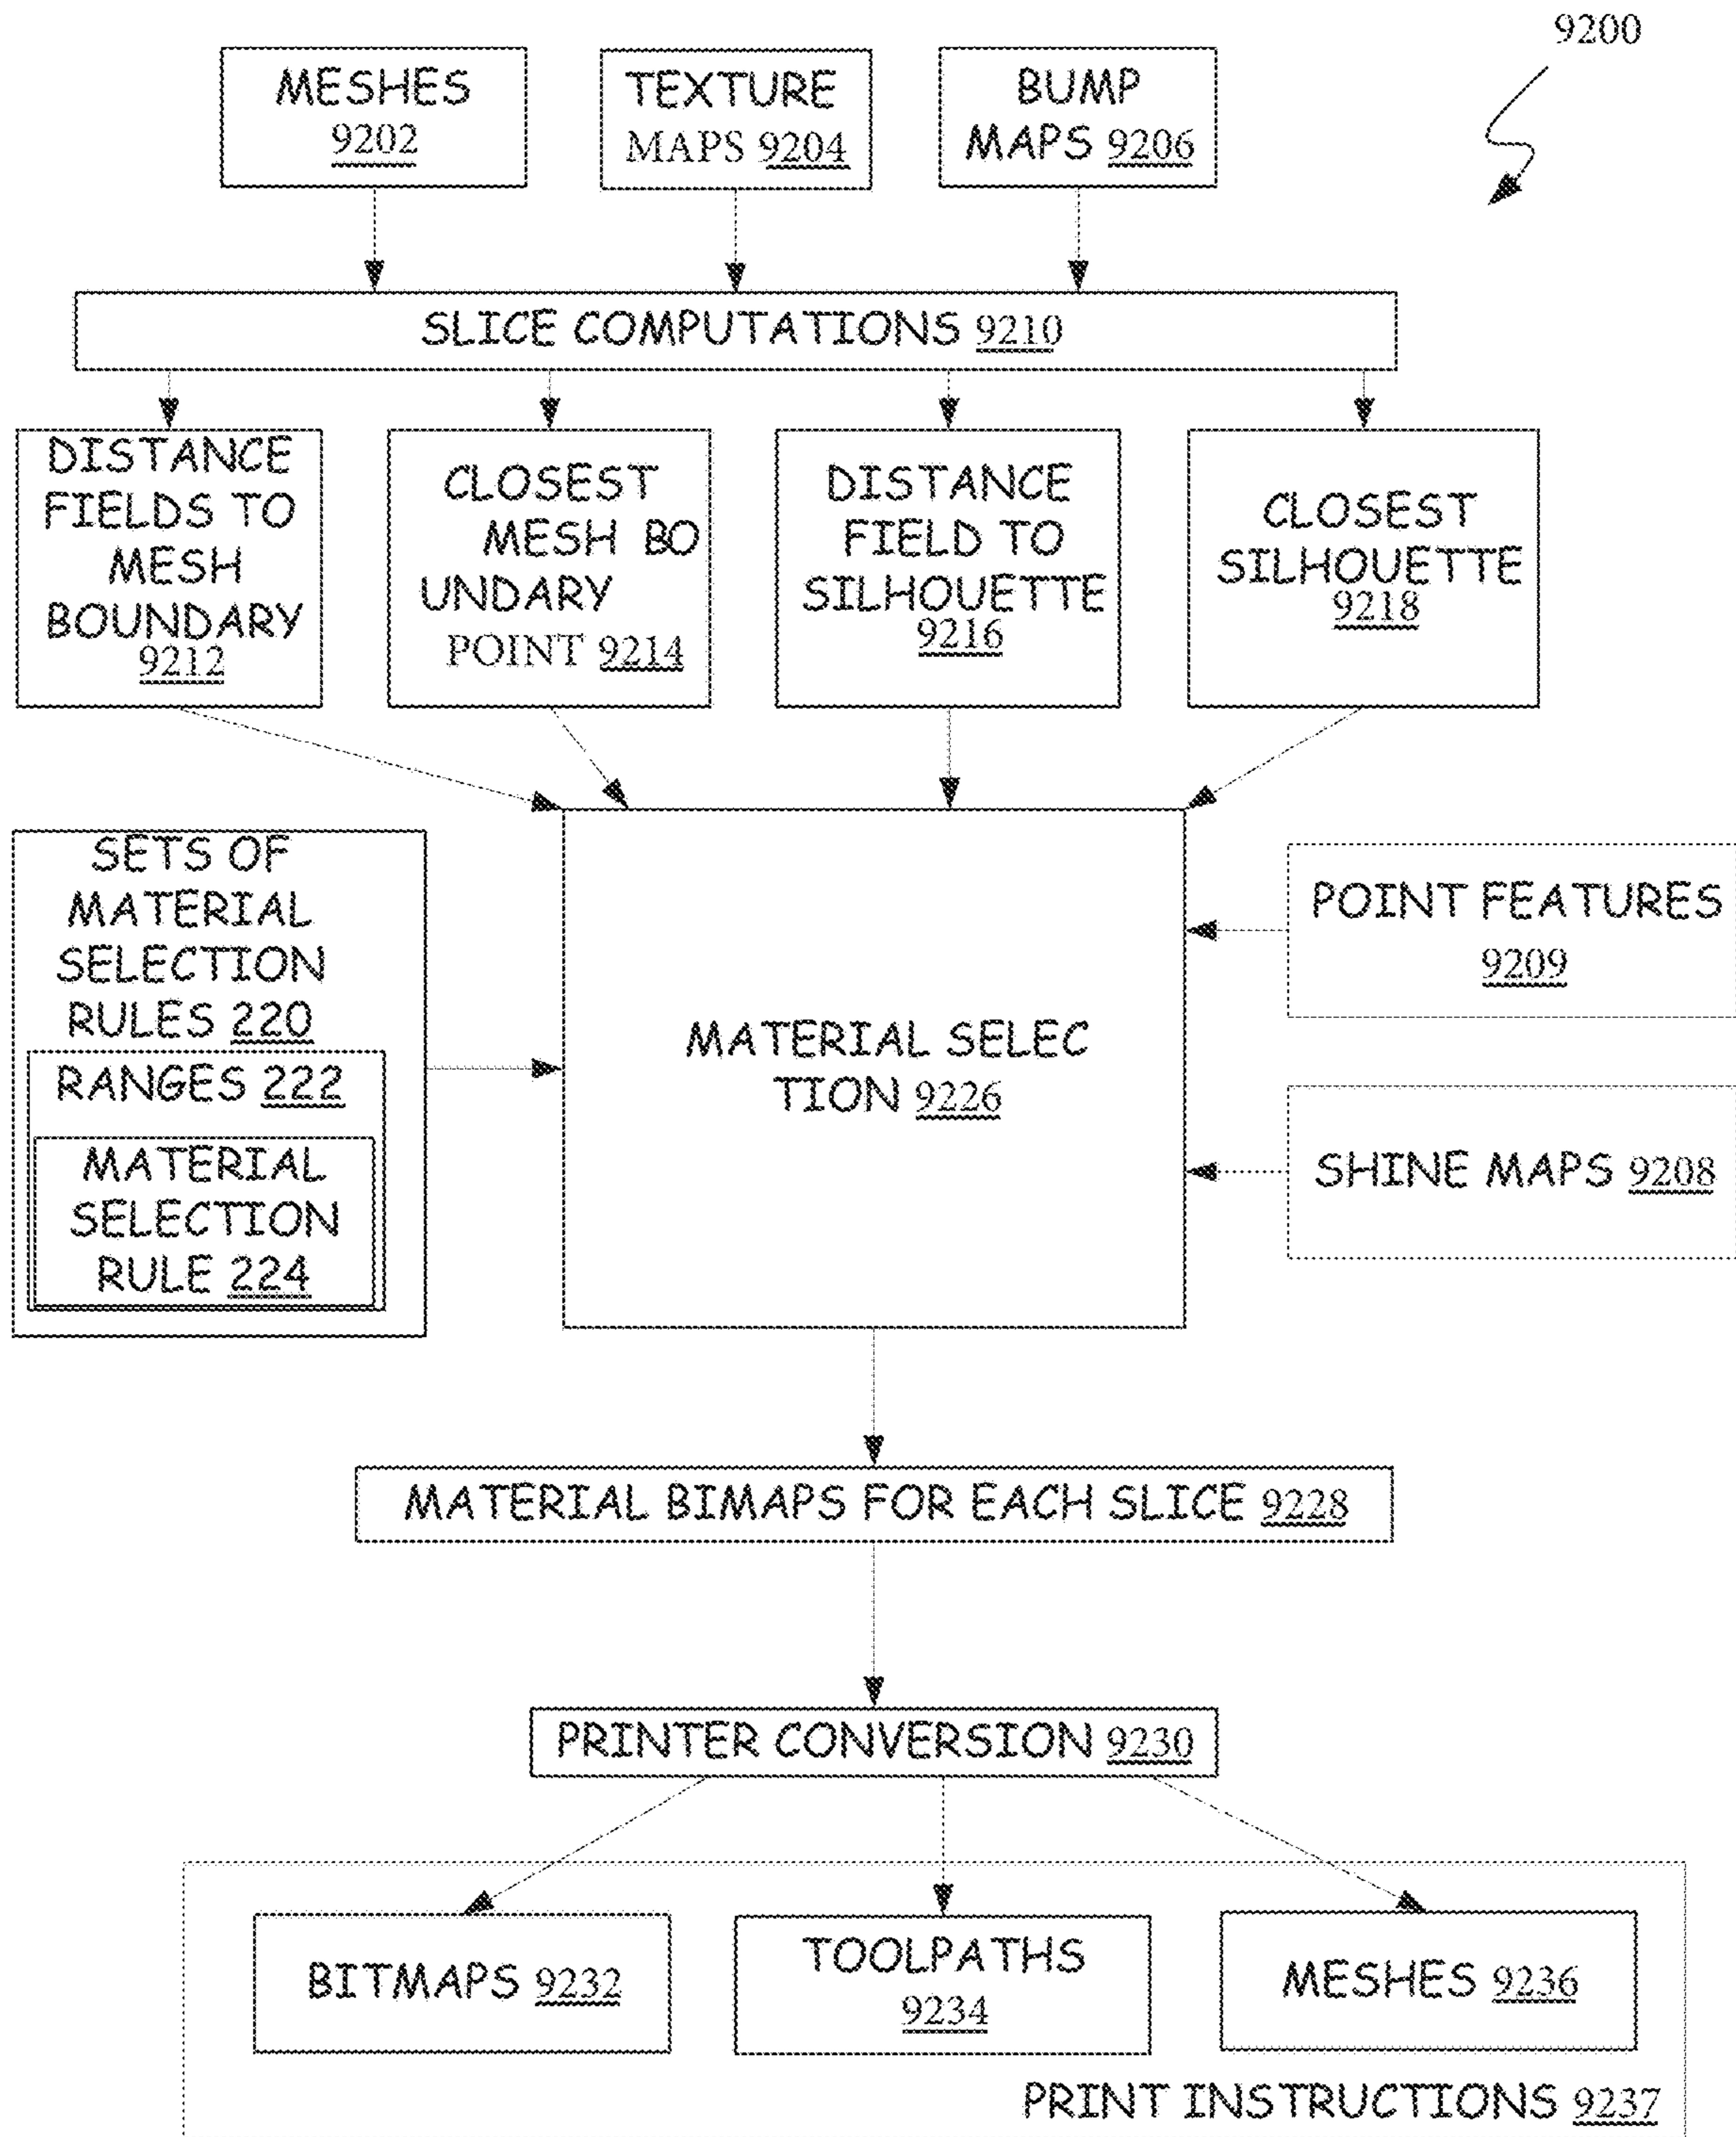 9200
MESHES
9202
TEXTURE
MAPS 9204
BUMP
MAPS 9206
SLICE COMPUTATIONS 9210
DISTANCE
FIELDS TO
MESH
BOUNDARY
9212
CLOSEST
MESH BO
UNDARY
POINT 9214
DISTANCE
FIELD TO
SILHOUETTE
9216
CLOSEST
SILHOUETTE
9218
SETS OF
MATERIAL
SELECTION
RULES 220
RANGES 222
MATERIAL
SELECTION
RULE 224
MATERIAL SELEC
TION 9226
POINT FEATURES
9209
SHINE MAPS 9208
MATERIAL BIMAPS FOR EACH SLICE 9228
PRINTER CONVERSION 9230
BITMAPS 9232
TOOLPATHS
9234
MESHES 9236
PRINT INSTRUCTIONS 9237